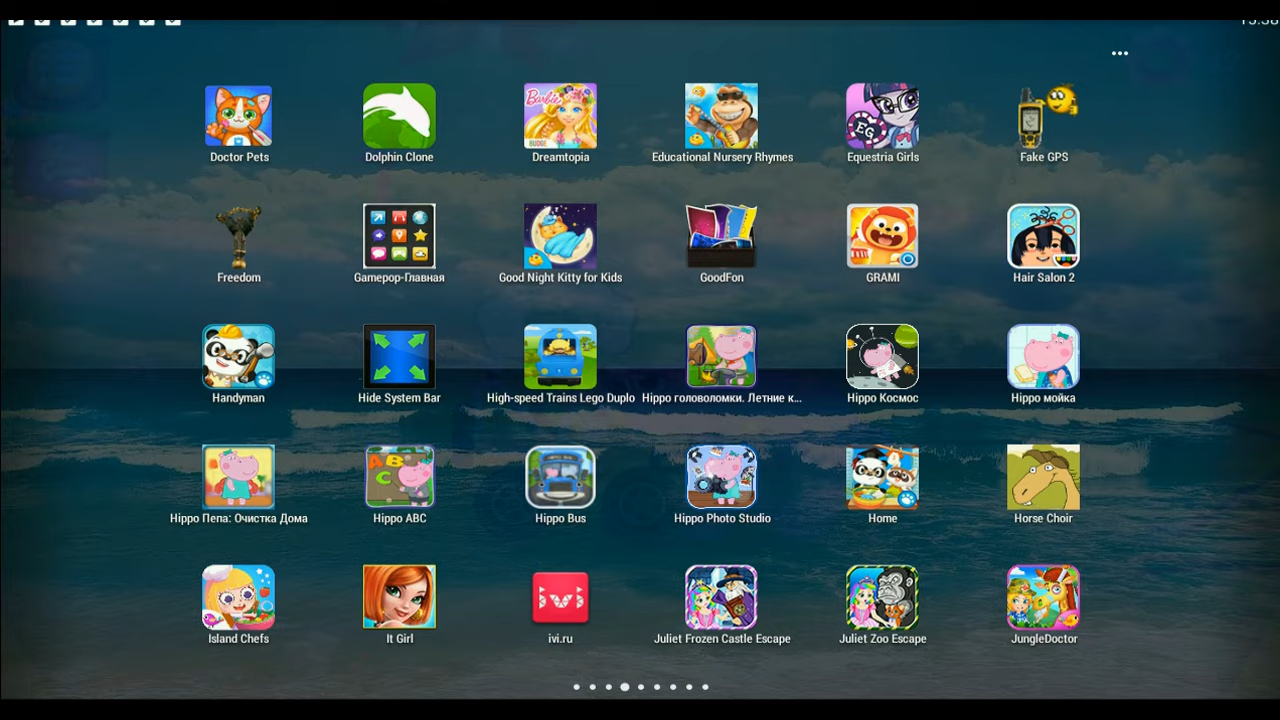 Doctor Pets
Dolphin Clone
Dreamtopia
Educational Nursery Rhymes
Equestria Girls
Fake GPS
Freedom
Gamepop-Главная
Good Night Kitty for Kids
GoodFon
GRAMI
Hair Salon 2
Handyman
Hide System Bar
High-speed Trains Lego Duplo
Hippo головоломки. Летние к...
Hippo Космос
Hippo мойка
Hippo Пепа: Очистка Дома
Hippo ABC
Hippo Bus
Hippo Photo Studio
Home
Horse Choir
Island Chefs
It Girl
ivi.ru
Juliet Frozen Castle Escape
Juliet Zoo Escape
JungleDoctor
Barbie
EG
A B C
ivi